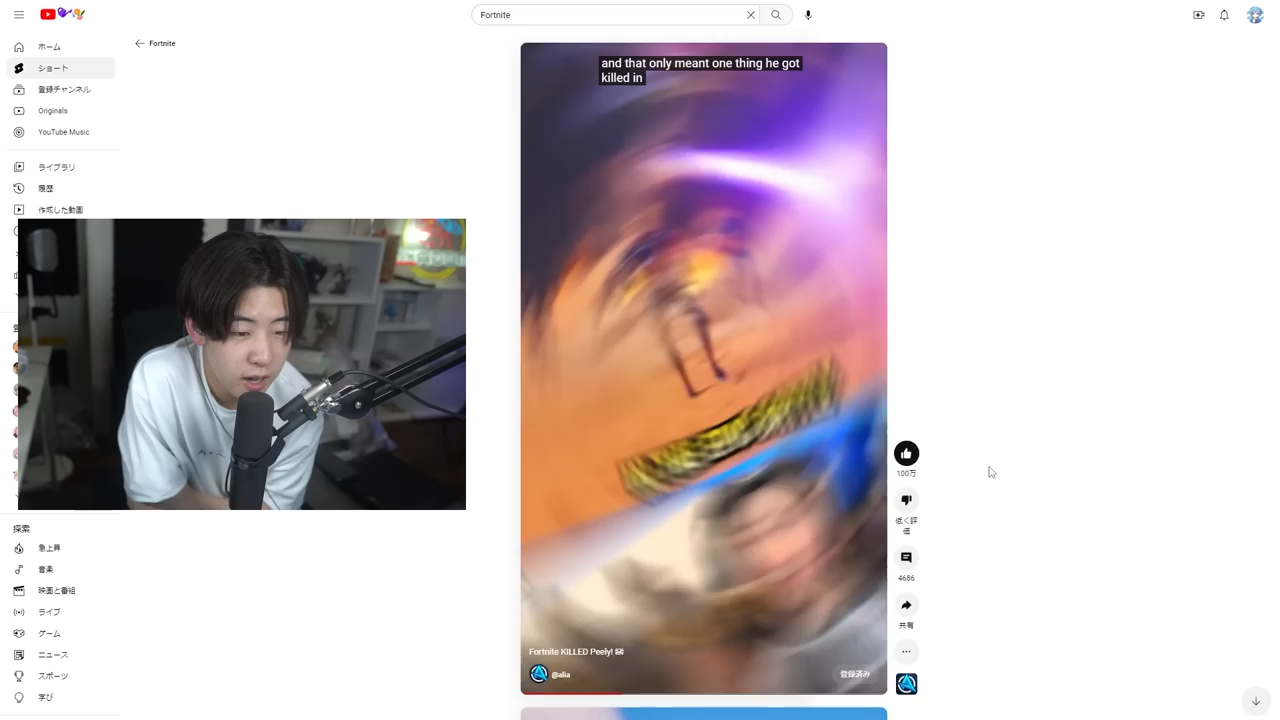 Fortnite
ホーム
Fortnite
ショート
登録チャンネル
Originals
YouTube Music
ライブラリ
履歴
作成した動画
探索
急上昇
音楽
映画と番組
ライブ
ゲーム
ニュース
スポーツ
学び
and that only meant one thing he got
killed in
100万
低く評
価
4686
共有
Fortnite KILLED Peely!
@alia
登録済み